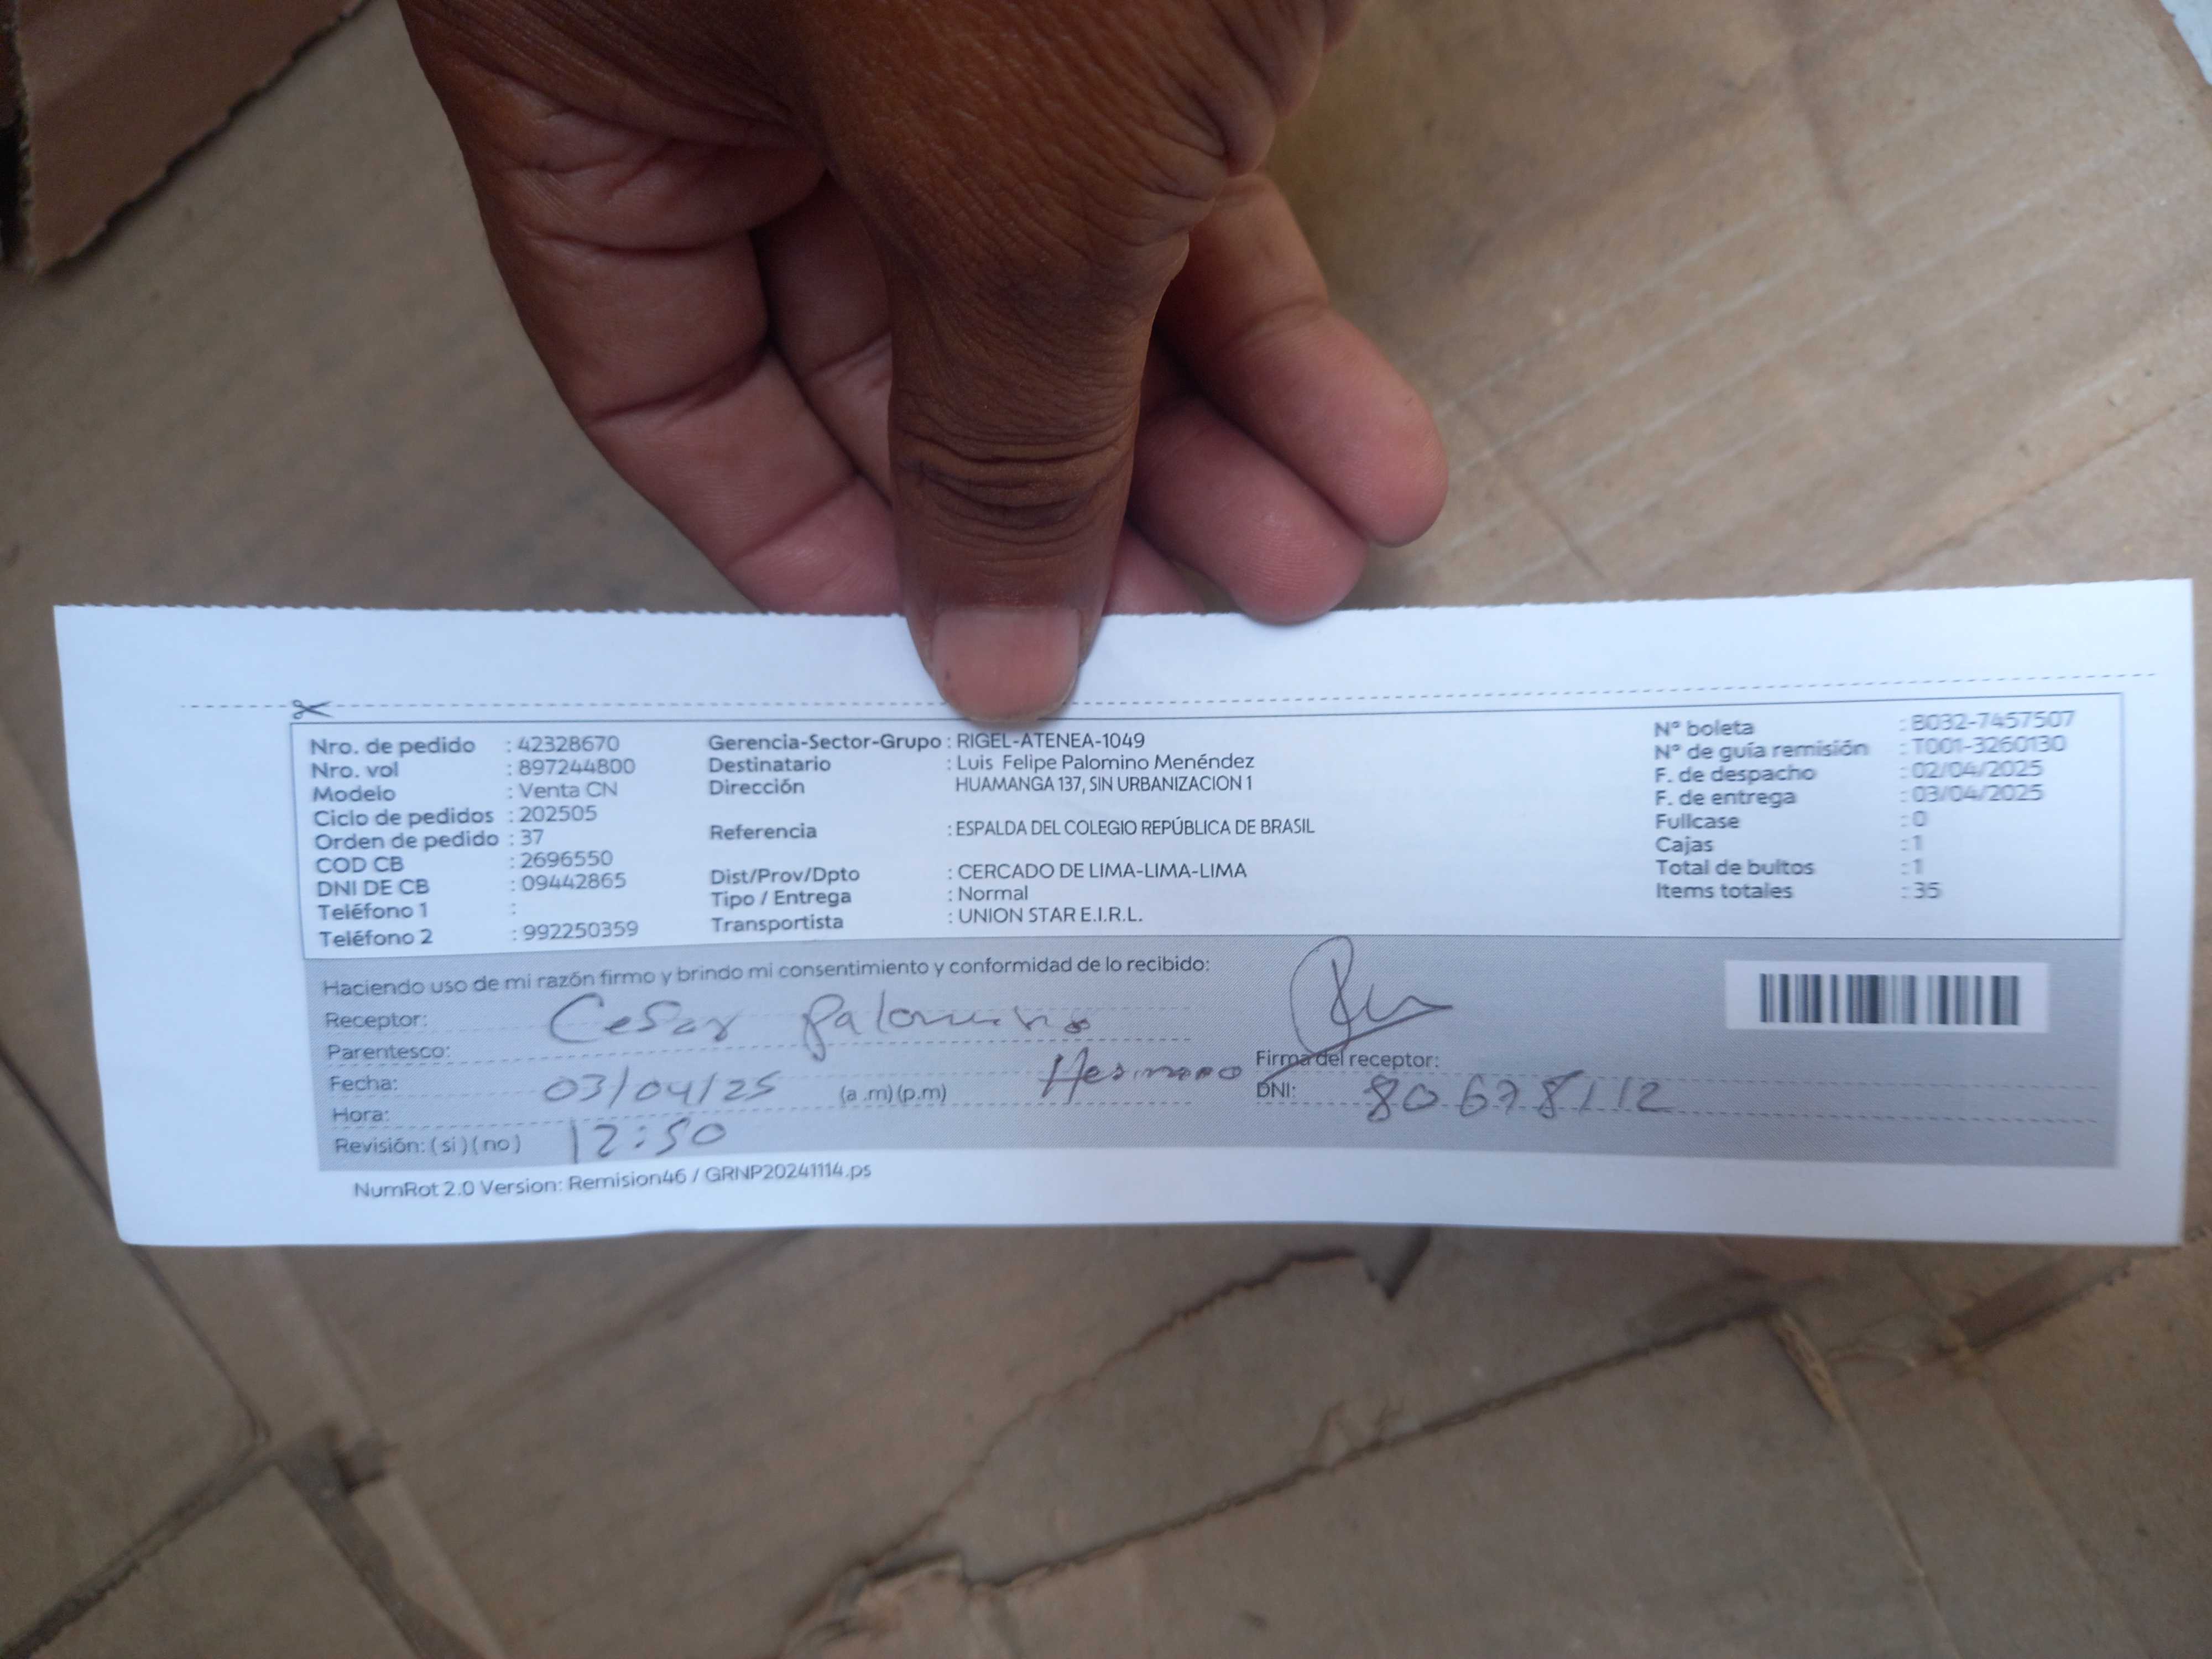 Nro. de pedido : 42328670
Nro. vol : 897244800
Modelo : Venta CN
Ciclo de pedidos : 202505
Orden de pedido : 37
COD CB : 2696550
DNI DE CB : 09442865
Teléfono 1 :
Teléfono 2 : 992250359
Gerencia-Sector-Grupo : RIGEL-ATENEA-1049
Destinatario : Luis Felipe Palomino Menéndez
Dirección HUAMANGA 137, SIN URBANIZACION 1
Referencia : ESPALDA DEL COLEGIO REPÚBLICA DE BRASIL
Dist/Prov/Dpto : CERCADO DE LIMA-LIMA-LIMA
Tipo / Entrega : Normal
Transportista : UNION STAR E.I.R.L.
N° boleta : B032-7457507
N° de guía remisión : T001-3260130
F. de despacho : 02/04/2025
F. de entrega : 03/04/2025
Fullcase : 0
Cajas : 1
Total de bultos : 1
Items totales : 35
Haciendo uso de mi razón firmo y brindo mi consentimiento y conformidad de lo recibido:
Receptor: Cesar Palomino
Parentesco: Hermano
Firma del receptor:
Fecha: 03/04/25 (a .m) (p.m)
DNI: 80678112
Hora: 12:50
Revisión: ( si ) ( no )
NumRot 2.0 Version: Remision46 / GRNP20241114.ps